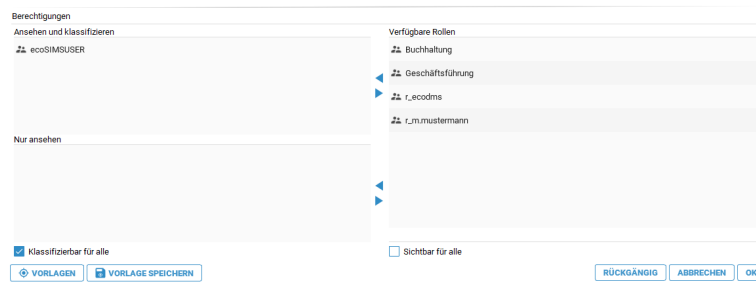 Berechtigungen
Ansehen und klassifizieren
ecoSIMSUSER
Verfügbare Rollen
Buchhaltung
Geschäftsführung
r_ecodms
r_m.mustermann
Nur ansehen
Klassifizierbar für alle
Sichtbar für alle
VORLAGEN
VORLAGE SPEICHERN
RÜCKGÄNGIG
ABBRECHEN
OK